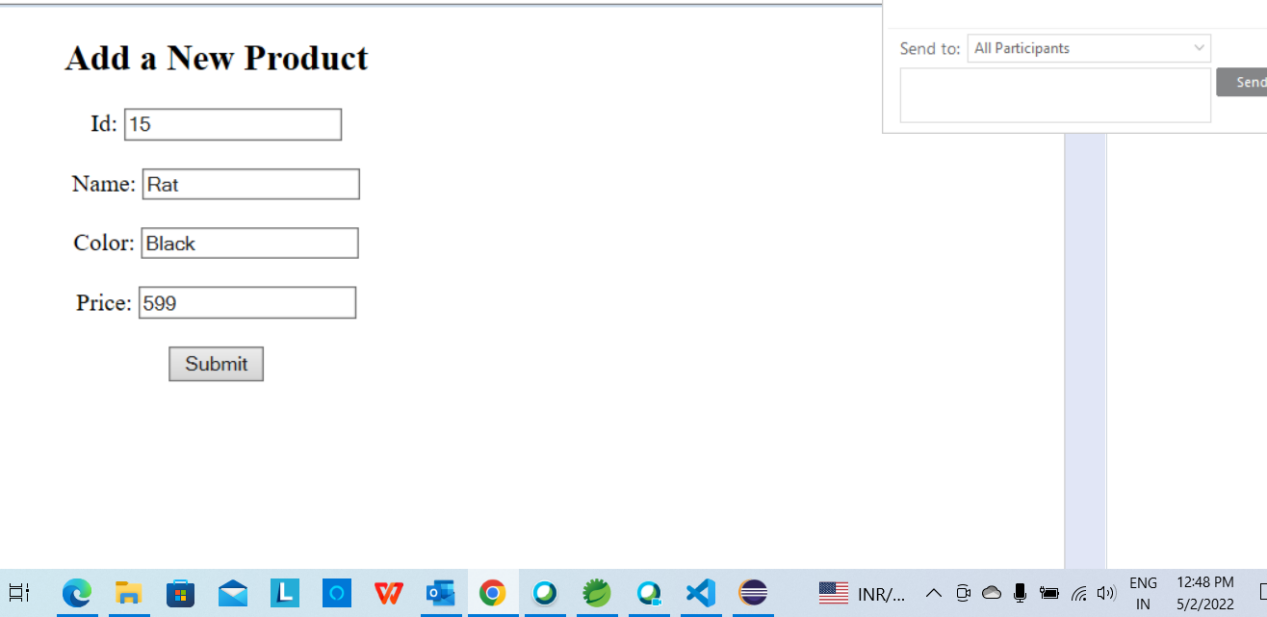 Add a New Product
Id: 15
Name: Rat
Color: Black
Price: 599
Submit
Send to: All Participants
Send
INR/...
ENG
IN
12:48 PM
5/2/2022